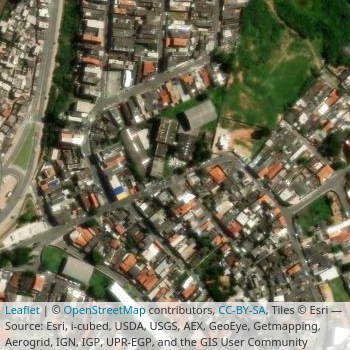 Leaflet | © OpenStreetMap contributors, CC-BY-SA, Tiles © Esri —
Source: Esri, i-cubed, USDA, USGS, AEX, GeoEye, Getmapping,
Aerogrid, IGN, IGP, UPR-EGP, and the GIS User Community